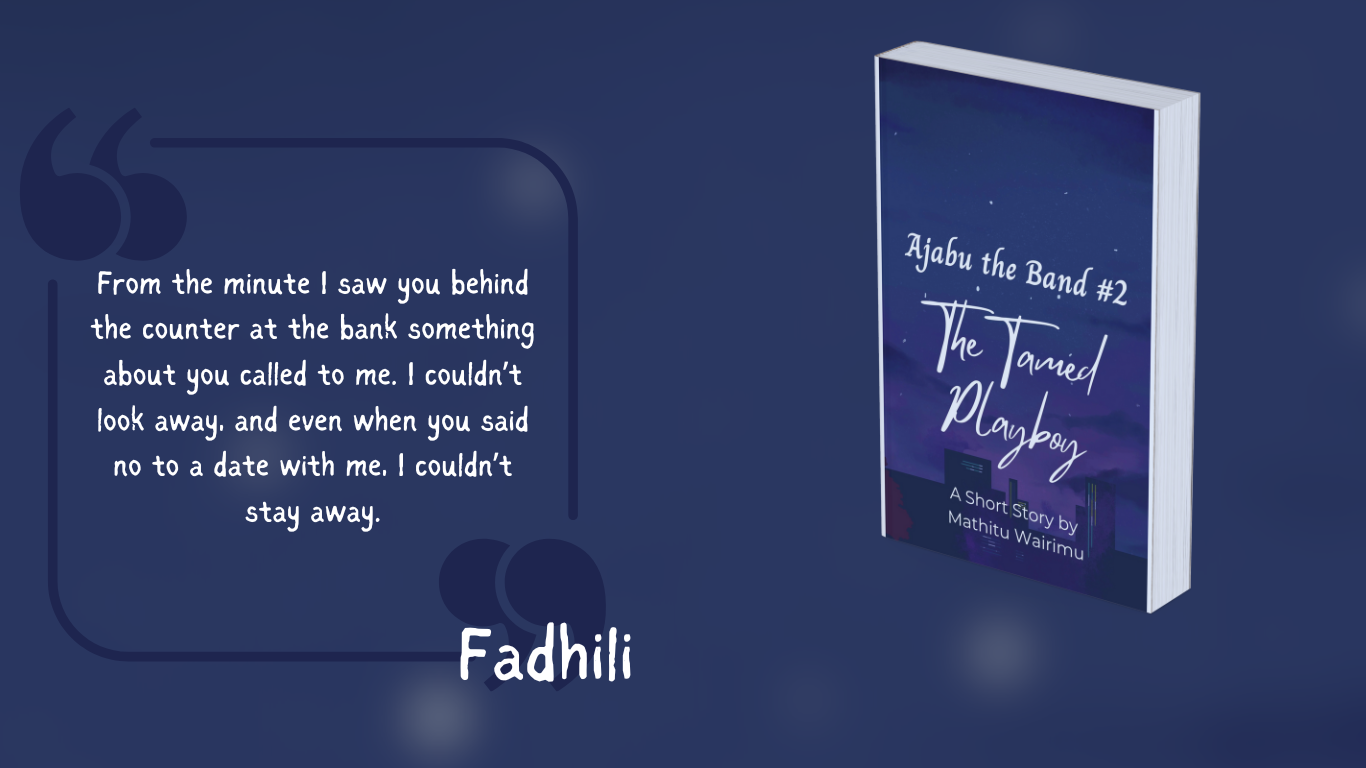 From the minute I saw you behind
the counter at the bank something
about you called to me. I couldn't
look away, and even when you said
no to a date with me, I couldn't
stay away.
Fadhili
Ajabu the Band #2
The Tamed
Playboy
A Short Story by
Mathitu Wairimu